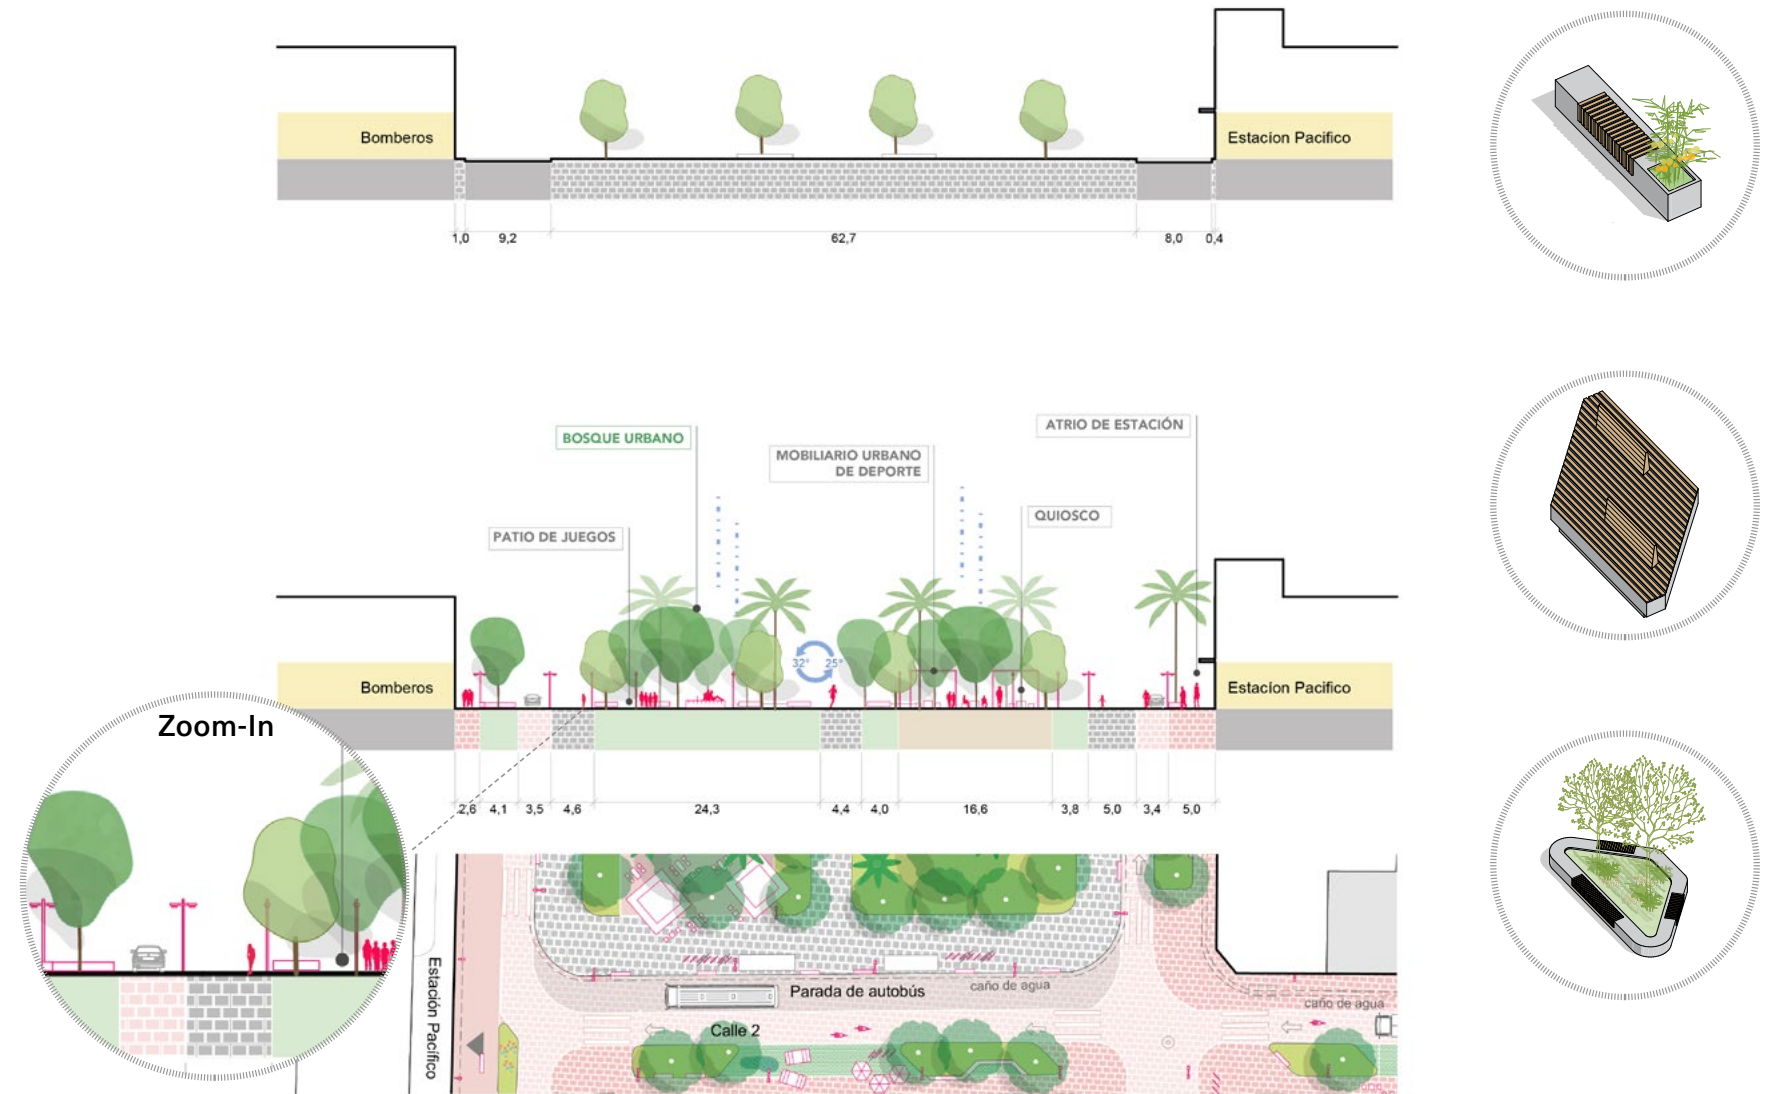 Bomberos
Estacion Pacifico
1,0
9,2
62,7
8,0
0,4
BOSQUE URBANO
MOBILIARIO URBANO
DE DEPORTE
ATRIO DE ESTACIÓN
QUIOSCO
PATIO DE JUEGOS
32°
25°
Bomberos
Estacíon Pacifico
Zoom-In
2,6
4,1
3,5
4,6
24,3
4,4
4,0
16,6
3,8
5,0
3,4
5,0
Estación Pacífico
Parada de autobús
caño de agua
caño de agua
Calle 2